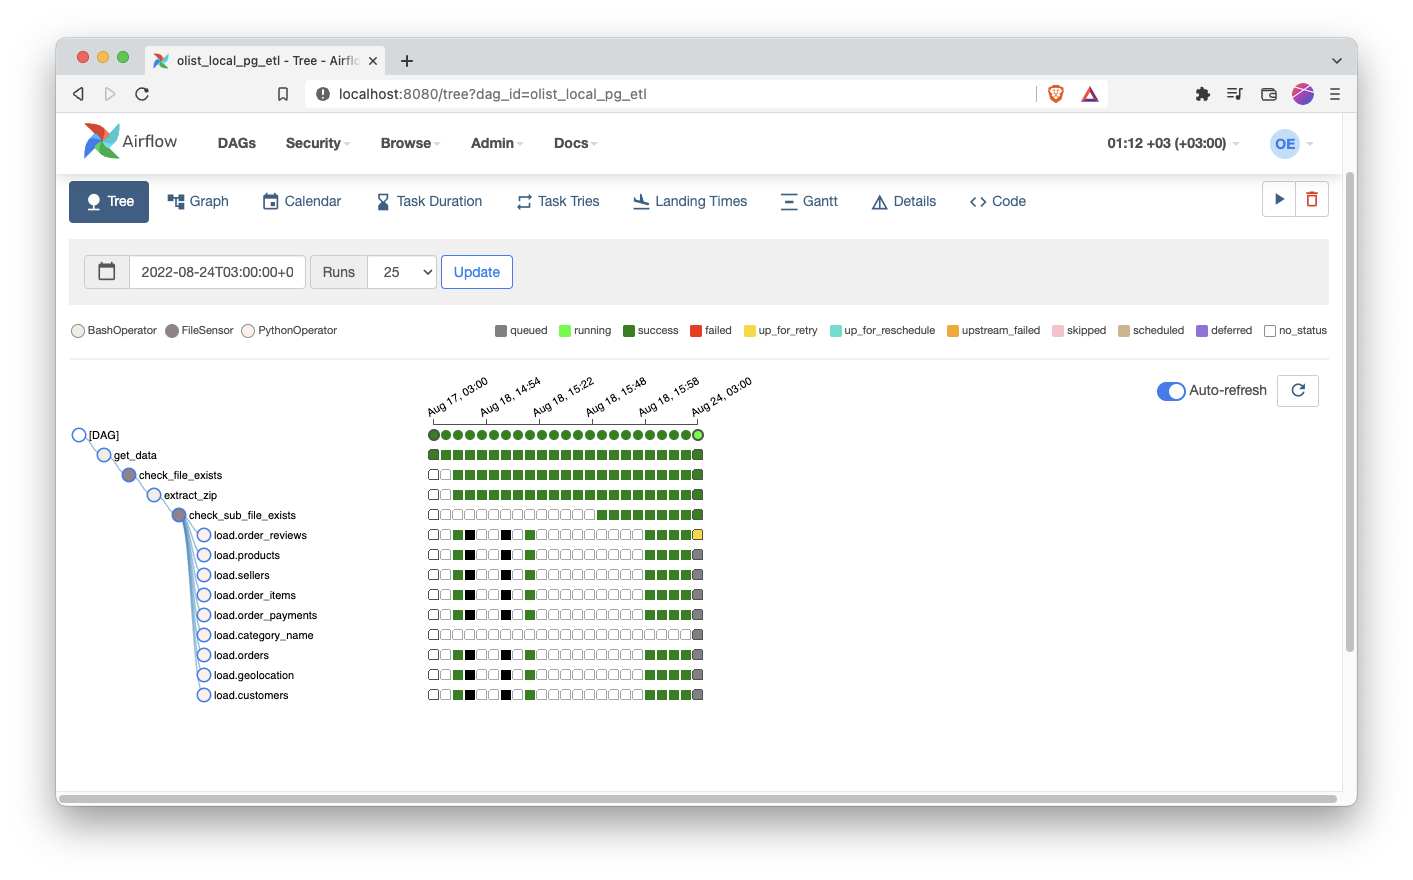 olist_local_pg_etl - Tree - Airflo
localhost:8080/tree?dag_id=olist_local_pg_etl
Airflow DAGs Security Browse Admin Docs 01:12 +03 (+03:00) OE
Tree Graph Calendar Task Duration Task Tries Landing Times Gantt Details Code
2022-08-24T03:00:00+0 Runs 25 Update
BashOperator FileSensor PythonOperator queued running success failed up_for_retry up_for_reschedule upstream_failed skipped scheduled deferred no_status
Aug 17, 03:00 Aug 18, 14:54 Aug 18, 15:22 Aug 18, 15:48 Aug 18, 15:58 Aug 24, 03:00
Auto-refresh
[DAG]
get_data
check_file_exists
extract_zip
check_sub_file_exists
load.order_reviews
load.products
load.sellers
load.order_items
load.order_payments
load.category_name
load.orders
load.geolocation
load.customers